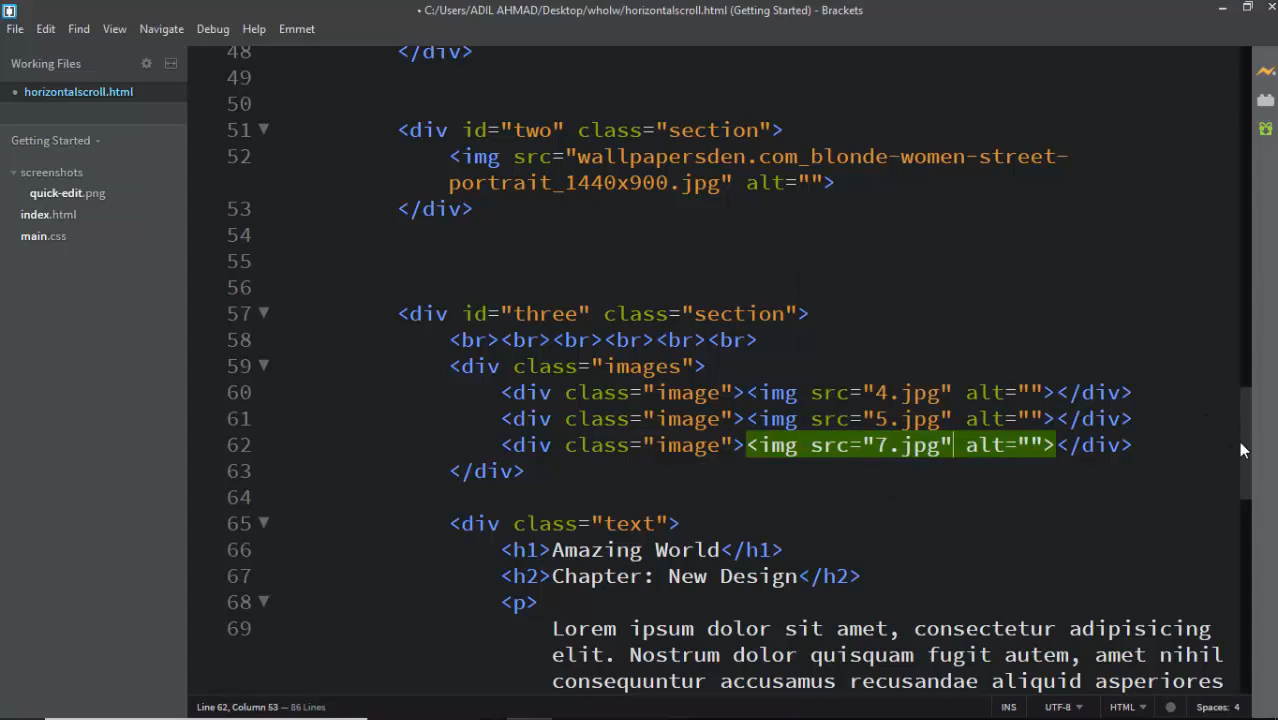 • C:/Users/ADIL AHMAD/Desktop/wholw/horizontalscroll.html (Getting Started) - Brackets
File Edit Find View Navigate Debug Help Emmet
Working Files
• horizontalscroll.html
Getting Started
screenshots
quick-edit.png
index.html
main.css
48 </div>
49
50
51 <div id="two" class="section">
52 <img src="wallpapersden.com_blonde-women-street-
portrait_1440x900.jpg" alt="">
53 </div>
54
55
56
57 <div id="three" class="section">
58 <br><br><br><br><br><br>
59 <div class="images">
60 <div class="image"><img src="4.jpg" alt=""></div>
61 <div class="image"><img src="5.jpg" alt=""></div>
62 <div class="image"><img src="7.jpg" alt=""></div>
63 </div>
64
65 <div class="text">
66 <h1>Amazing World</h1>
67 <h2>Chapter: New Design</h2>
68 <p>
69 Lorem ipsum dolor sit amet, consectetur adipisicing
elit. Nostrum dolor quisquam fugit autem, amet nihil
consequuntur accusamus recusandae aliquid asperiores
Line 62, Column 53 — 86 Lines INS UTF-8 HTML Spaces: 4